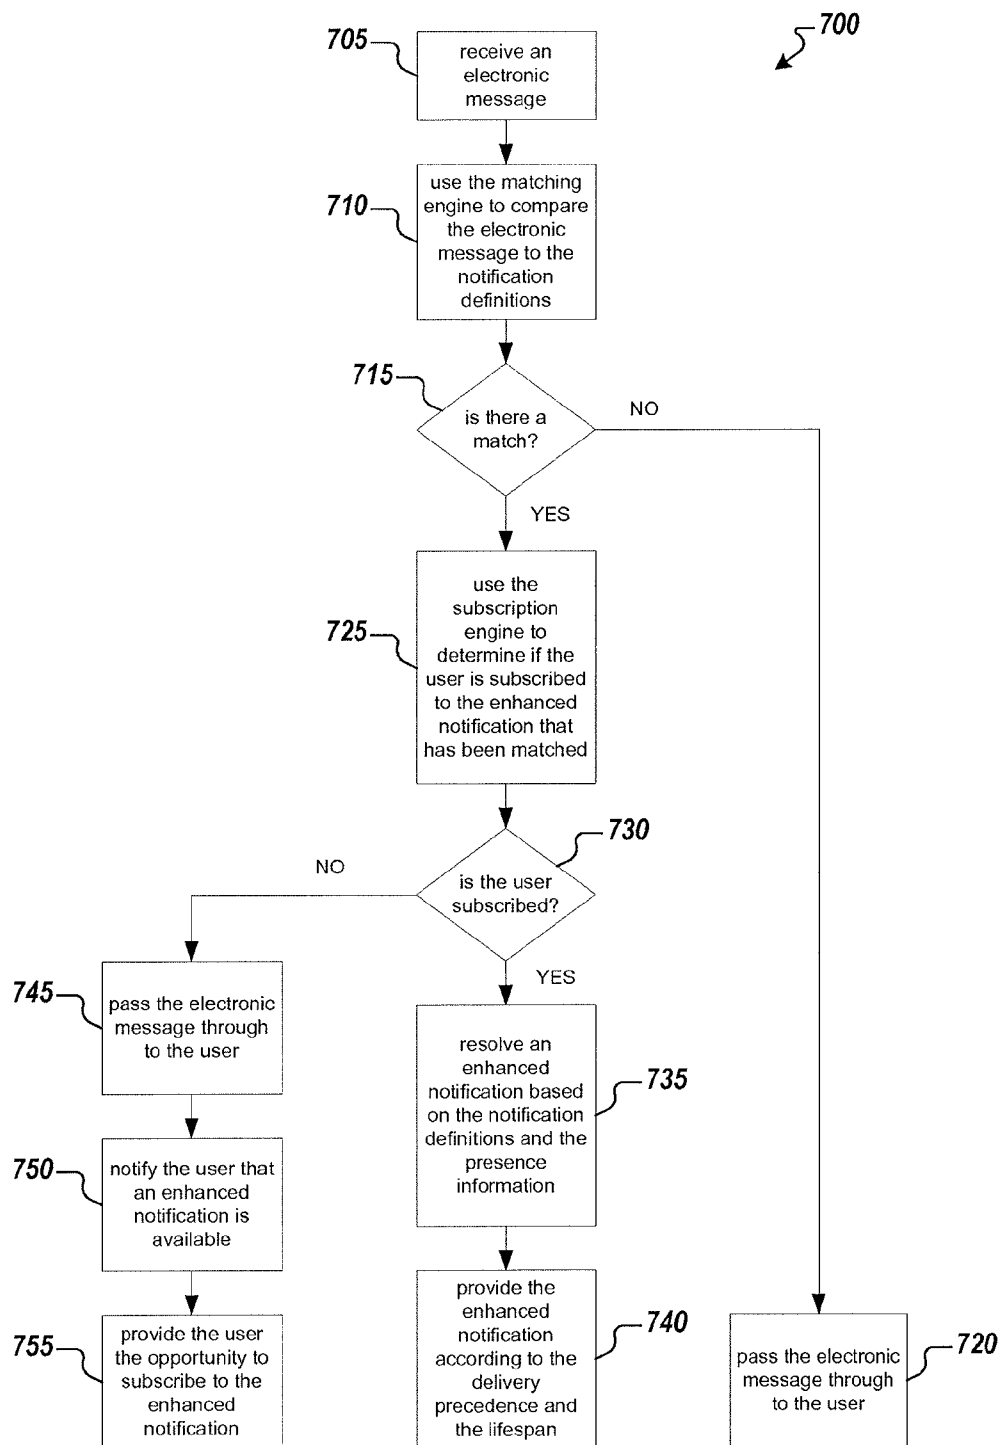 700
705
receive an
electronic
message
710
use the matching
engine to compare
the electronic
message to the
notification
definitions
715
is there a
match?
NO
YES
725
use the
subscription
engine to
determine if the
user is subscribed
to the enhanced
notification that
has been matched
730
is the user
subscribed?
NO
YES
745
pass the electronic
message through
to the user
735
resolve an
enhanced
notification based
on the notification
definitions and the
presence
information
750
notify the user that
an enhanced
notification is
available
755
provide the user
the opportunity to
subscribe to the
enhanced
notification
740
provide the
enhanced
notification
according to the
delivery
precedence and
the lifespan
720
pass the electronic
message through
to the user